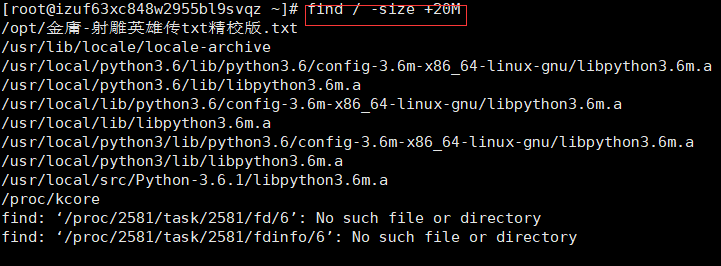 [root@izuf63xc848w2955bl9svqz ~]# find / -size +20M
/opt/金庸-射雕英雄传txt精校版.txt
/usr/lib/locale/locale-archive
/usr/local/python3.6/lib/python3.6/config-3.6m-x86_64-linux-gnu/libpython3.6m.a
/usr/local/python3.6/lib/libpython3.6m.a
/usr/local/lib/python3.6/config-3.6m-x86_64-linux-gnu/libpython3.6m.a
/usr/local/lib/libpython3.6m.a
/usr/local/python3/lib/python3.6/config-3.6m-x86_64-linux-gnu/libpython3.6m.a
/usr/local/python3/lib/libpython3.6m.a
/usr/local/src/Python-3.6.1/libpython3.6m.a
/proc/kcore
find: ‘/proc/2581/task/2581/fd/6’: No such file or directory
find: ‘/proc/2581/task/2581/fdinfo/6’: No such file or directory